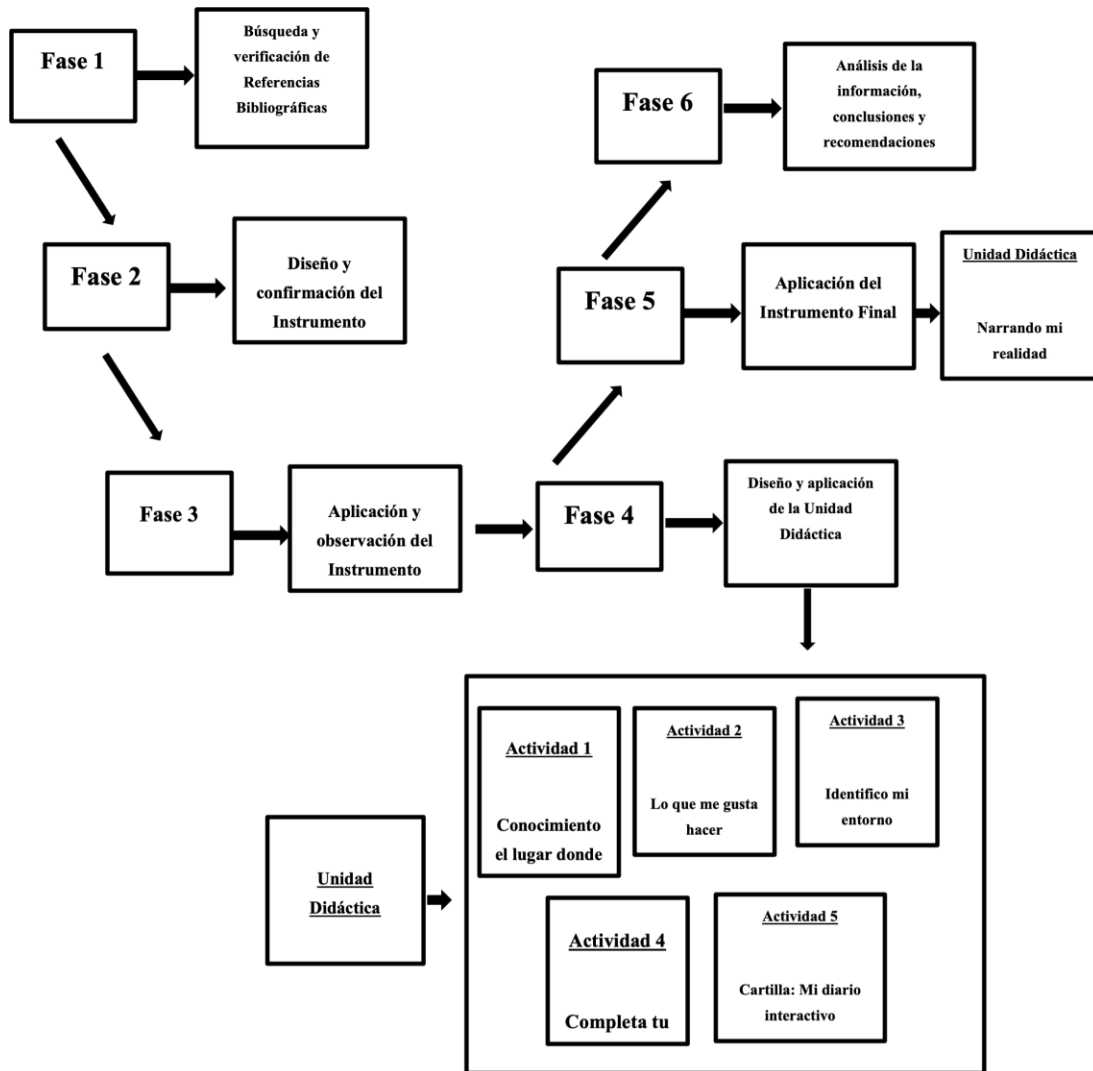 Fase 1
Búsqueda y
verificación de
Referencias
Bibliográficas
Fase 2
Diseño y
confirmación del
Instrumento
Fase 3
Aplicación y
observación del
Instrumento
Fase 4
Diseño y aplicación
de la Unidad
Didáctica
Fase 5
Aplicación del
Instrumento Final
Unidad Didáctica
Narrando mi
realidad
Fase 6
Análisis de la
información,
conclusiones y
recomendaciones
Unidad
Didáctica
Actividad 1
Conocimiento
el lugar donde
Actividad 2
Lo que me gusta
hacer
Actividad 3
Identifico mi
entorno
Actividad 4
Completa tu
Actividad 5
Cartilla: Mi diario
interactivo